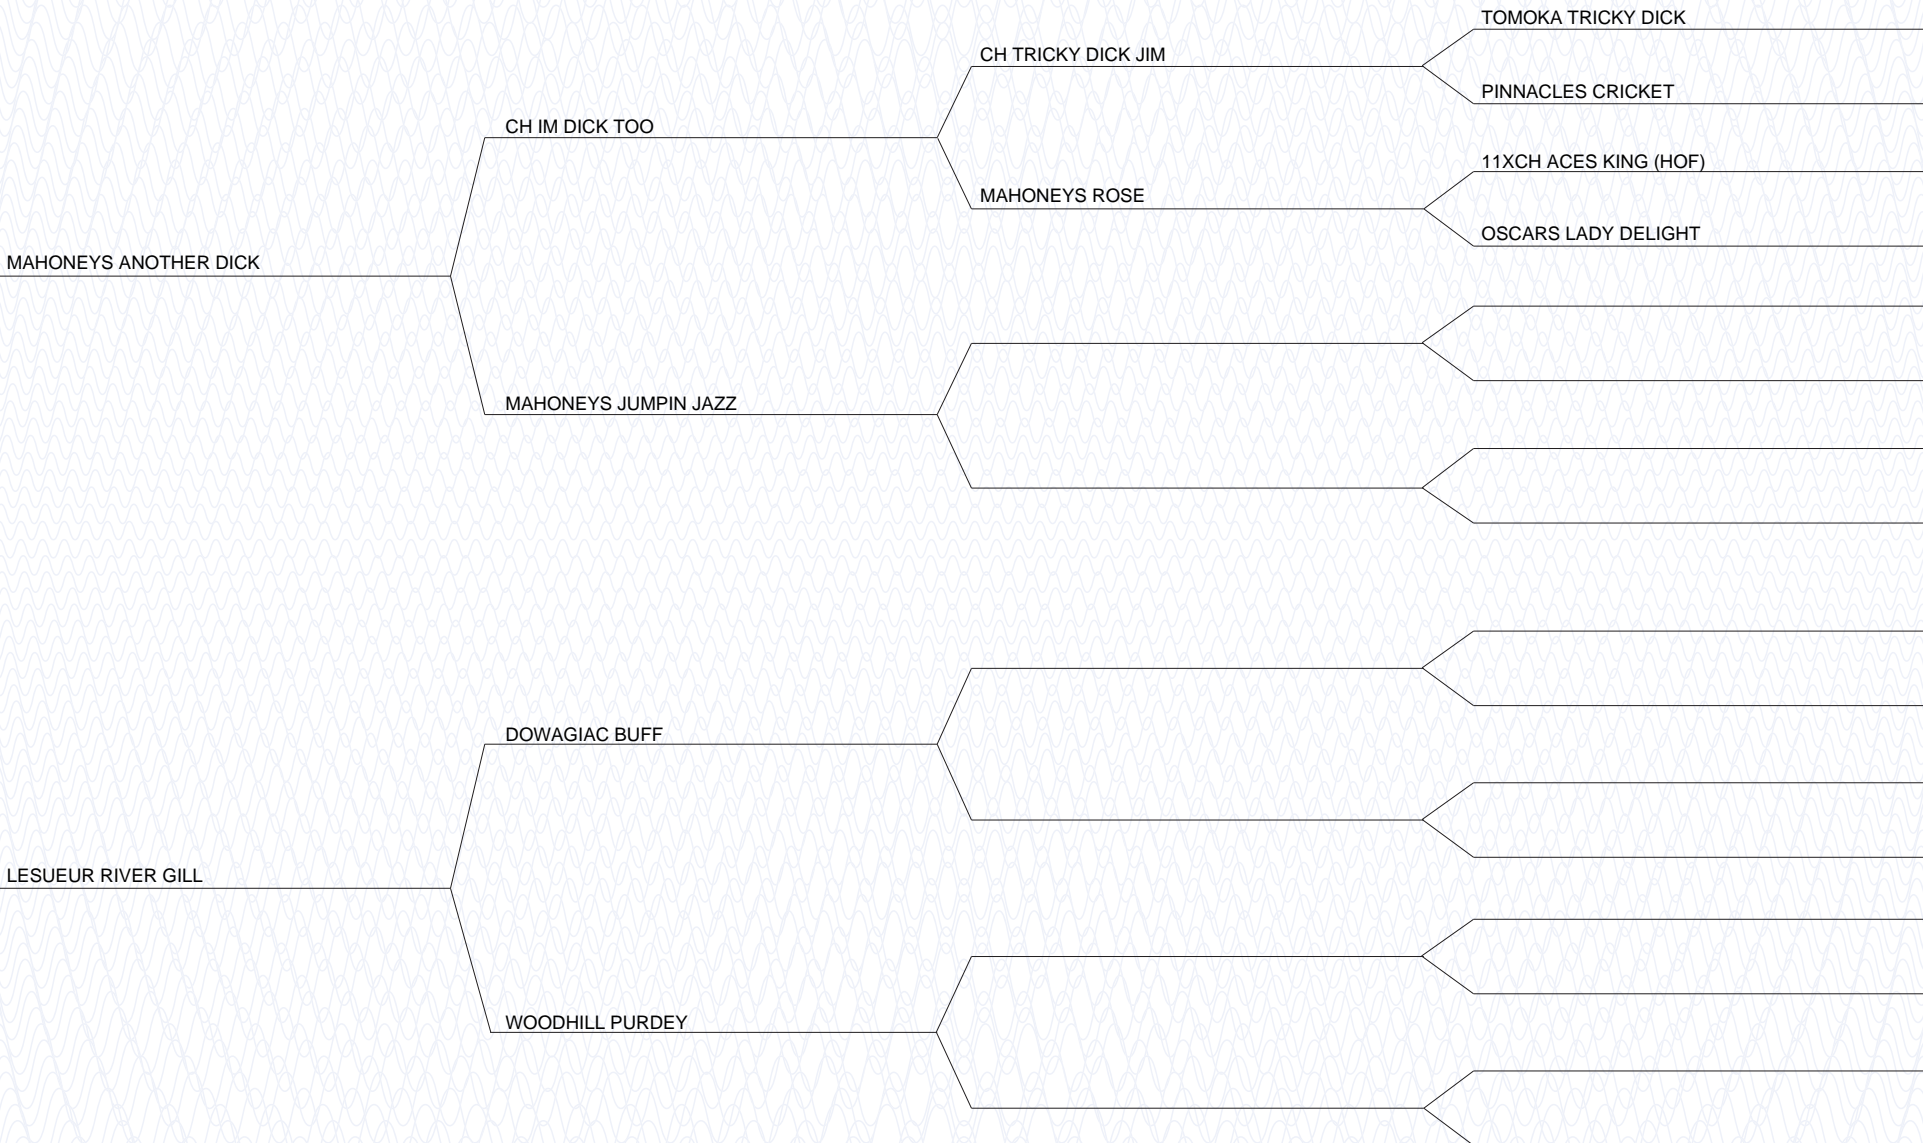 TOMOKA TRICKY DICK
CH TRICKY DICK JIM
PINNACLES CRICKET
CH IM DICK TOO
11XCH ACES KING (HOF)
MAHONEYS ROSE
OSCARS LADY DELIGHT
MAHONEYS ANOTHER DICK
MAHONEYS JUMPIN JAZZ
DOWAGIAC BUFF
LESUEUR RIVER GILL
WOODHILL PURDEY